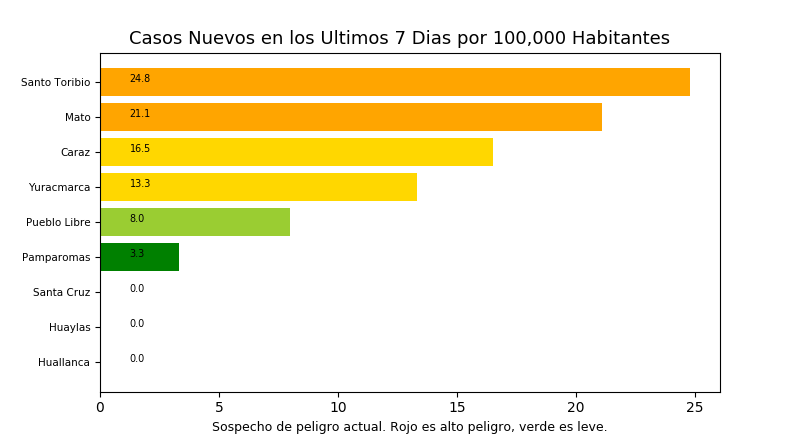 Casos Nuevos en los Ultimos 7 Dias por 100,000 Habitantes
Santo Toribio 24.8
Mato 21.1
Caraz 16.5
Yuracmarca 13.3
Pueblo Libre 8.0
Pamparomas 3.3
Santa Cruz 0.0
Huaylas 0.0
Huallanca 0.0
0 5 10 15 20 25
Sospecho de peligro actual. Rojo es alto peligro, verde es leve.